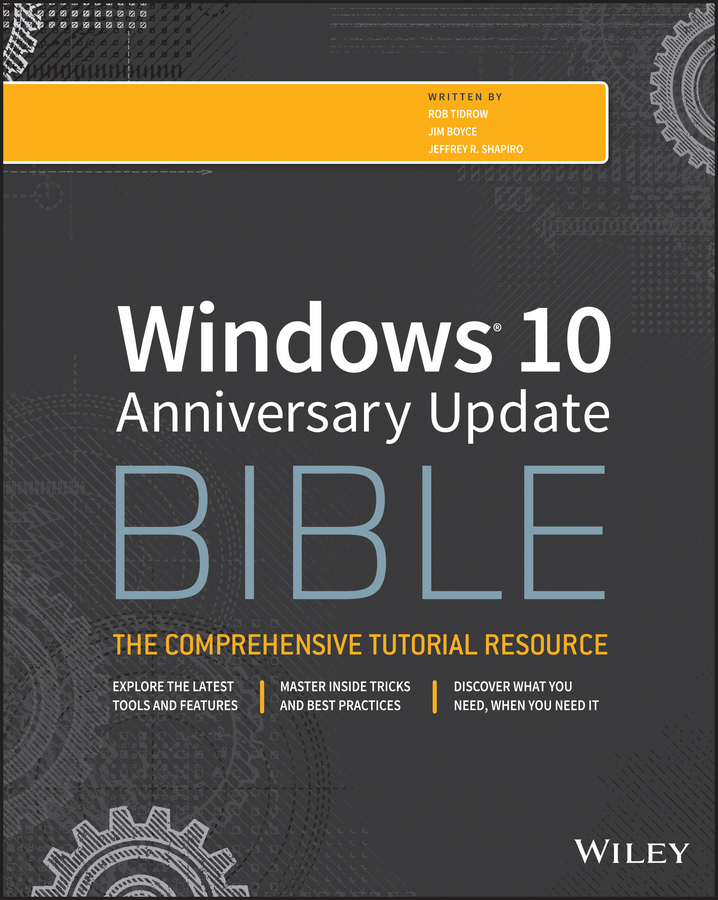 WRITTEN BY
ROB TIDROW
JIM BOYCE
JEFFREY R. SHAPIRO
Windows® 10
Anniversary Update
BIBLE
THE COMPREHENSIVE TUTORIAL RESOURCE
EXPLORE THE LATEST
TOOLS AND FEATURES
MASTER INSIDE TRICKS
AND BEST PRACTICES
DISCOVER WHAT YOU
NEED, WHEN YOU NEED IT
WILEY